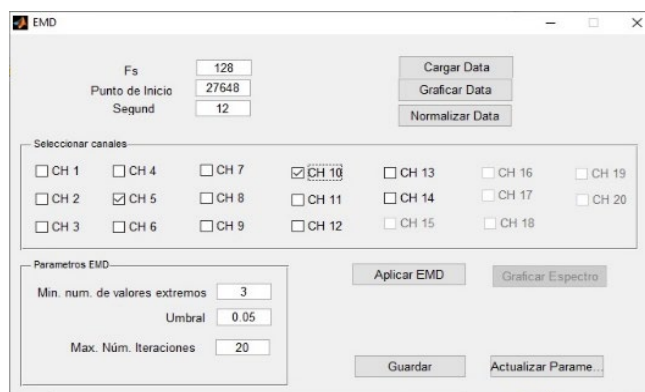 EMD
Fs 128
Punto de Inicio 27648
Segund 12
Cargar Data
Graficar Data
Normalizar Data
Seleccionar canales
CH 1 CH 4 CH 7 CH 10 CH 13 CH 16 CH 19
CH 2 CH 5 CH 8 CH 11 CH 14 CH 17 CH 20
CH 3 CH 6 CH 9 CH 12 CH 15 CH 18
Parametros EMD
Min. num. de valores extremos 3
Umbral 0.05
Max. Núm. Iteraciones 20
Aplicar EMD Graficar Espectro
Guardar Actualizar Parame...